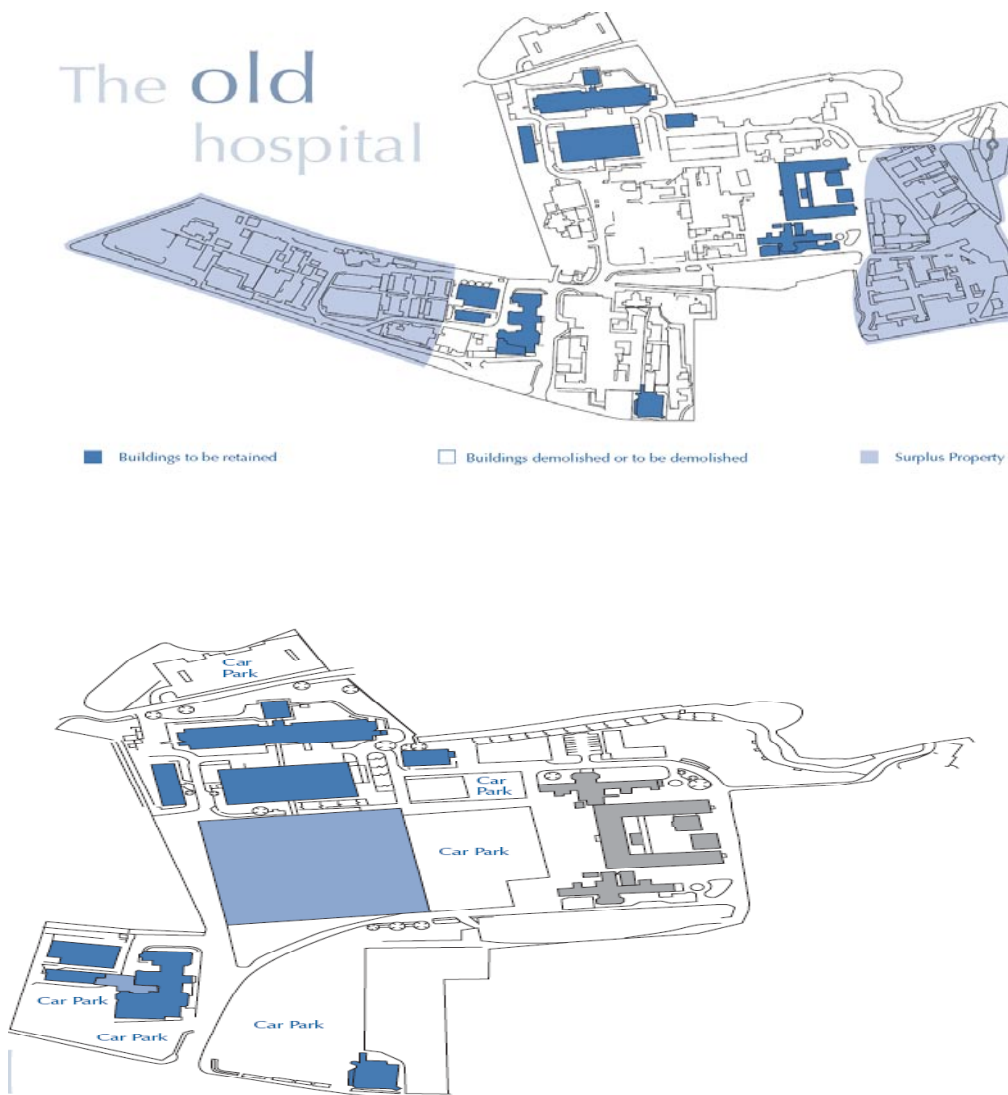 The old
hospital
Buildings to be retained
Buildings demolished or to be demolished
Surplus Property
Car
Park
Car
Park
Car Park
Car Park
Car Park
Car Park